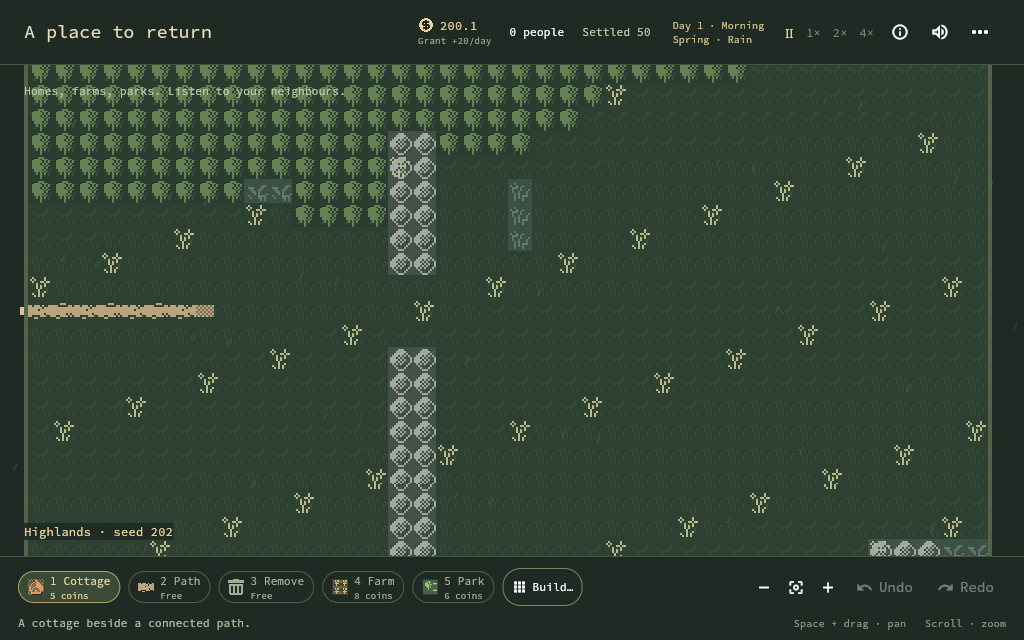 A place to return
200.1
Grant +20/day
0 people
Settled 50
Day 1 · Morning
Spring · Rain
II 1× 2× 4×
Homes, farms, parks. Listen to your neighbours.
Highlands · seed 202
1 Cottage
5 coins
2 Path
Free
3 Remove
Free
4 Farm
8 coins
5 Park
6 coins
Build…
Undo
Redo
A cottage beside a connected path.
Space + drag · pan
Scroll · zoom